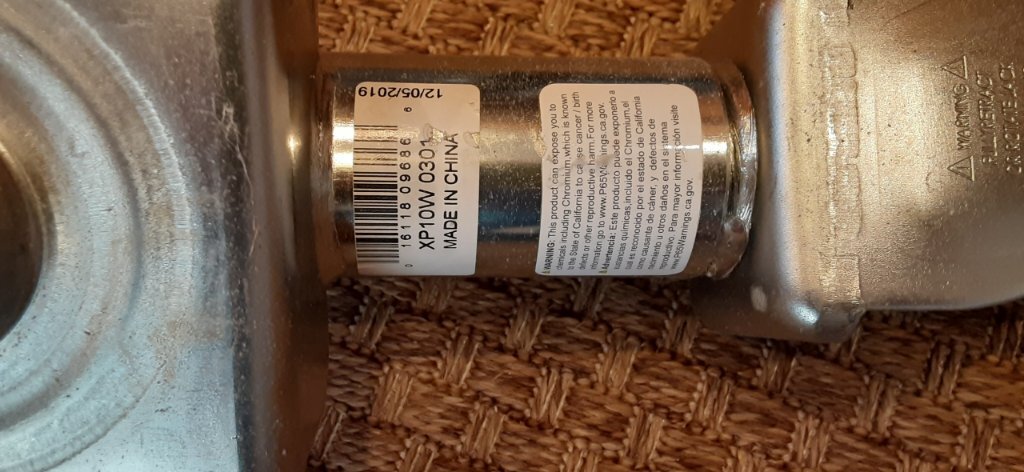 12/05/2019
6
0 16118 09686
XP10W 0301
MADE IN CHINA
WARNING: This product can expose you to
chemicals including Chromium,which is known
to the State of California to cause cancer / birth
defects or other reproductive harm.For more
information go to www.P65Warnings.ca.gov.
Advertencia: Este producto puede exponerlo a
sustancias químicas,incluido el Chromium,el
cual es reconocido por el estado de California
como causante de cáncer, y defectos de
nacimiento u otros daños en el sistema
reproductivo. Para mayor información visite
www.P65Warnings.ca.gov.
WARNING
FULLY RETRACT